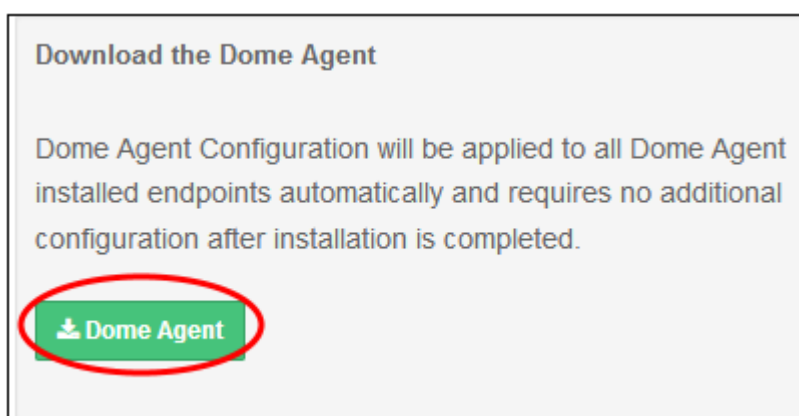 Download the Dome Agent
Dome Agent Configuration will be applied to all Dome Agent
installed endpoints automatically and requires no additional
configuration after installation is completed.
Dome Agent